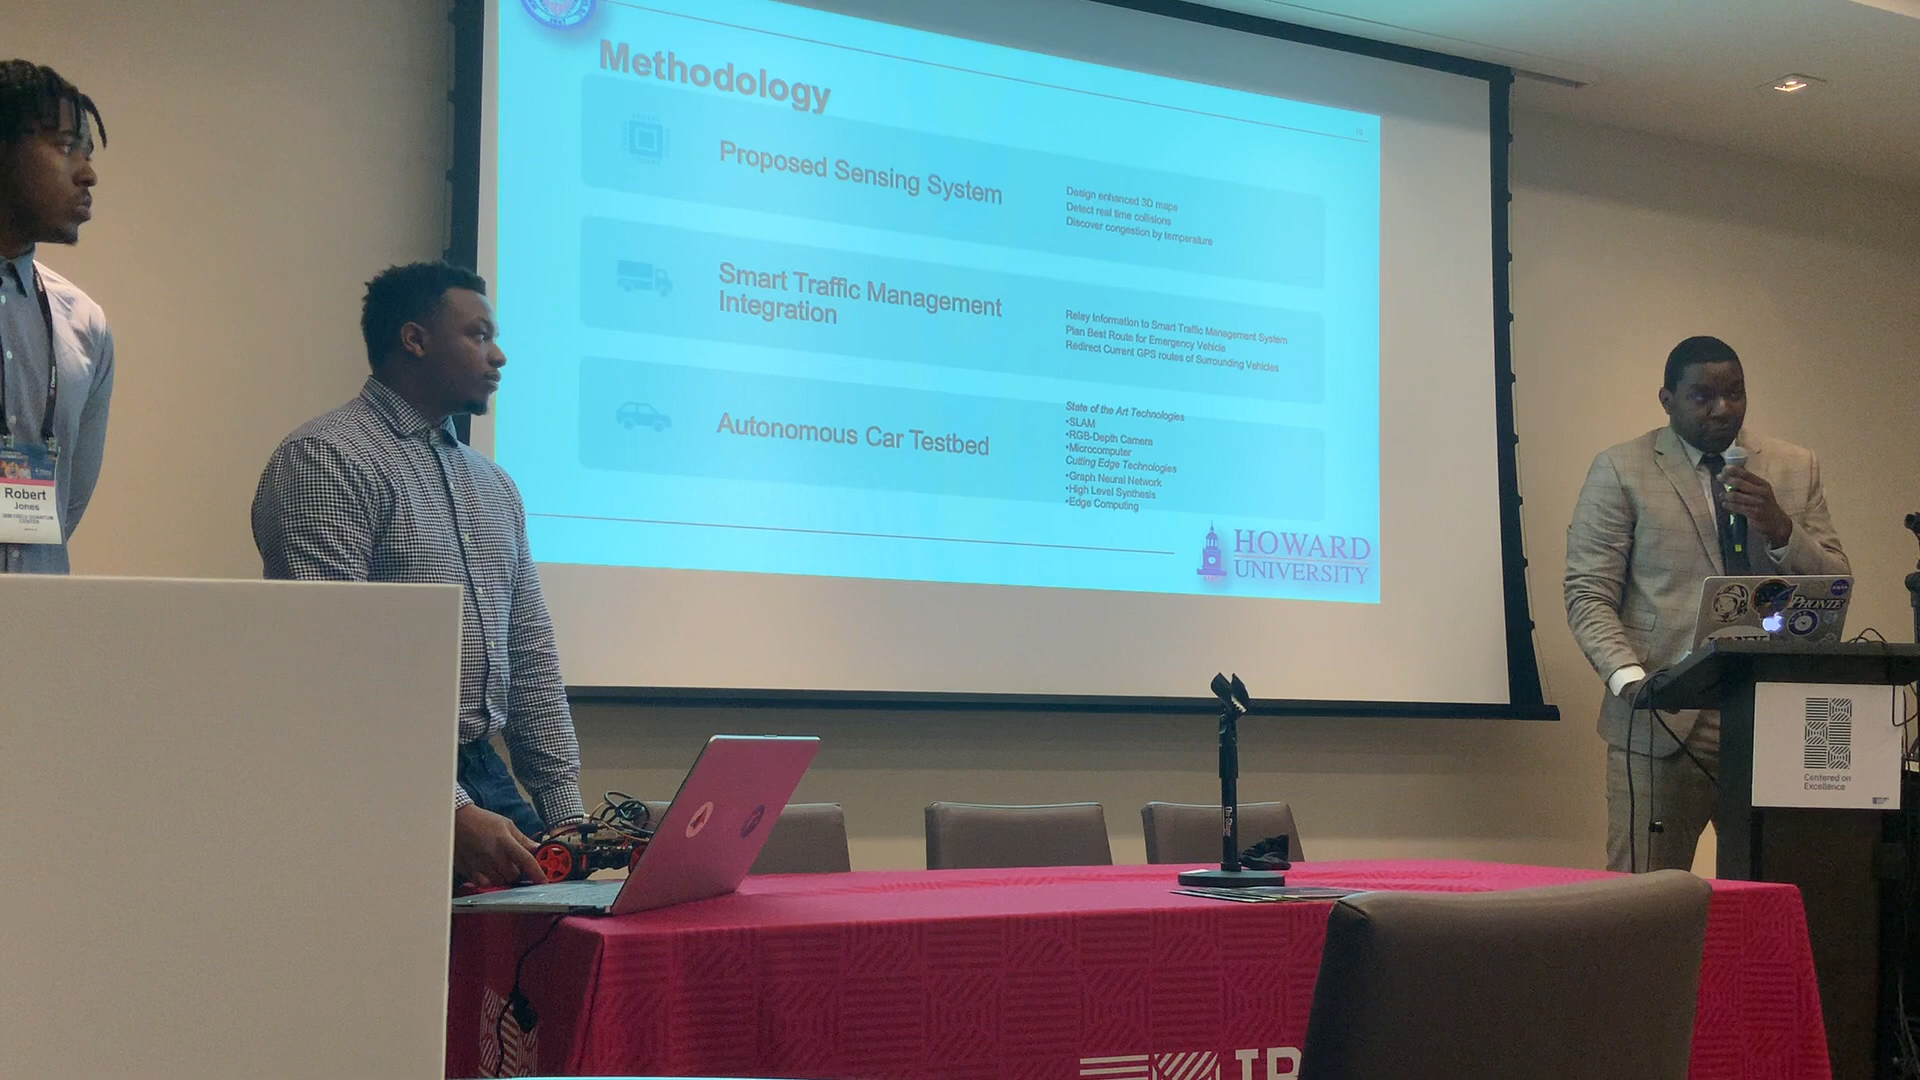 Methodology
Proposed Sensing System
Design enhanced 3D maps
Detect real time collisions
Discover congestion by temperature
Smart Traffic Management
Integration
Relay Information to Smart Traffic Management System
Plan Best Route for Emergency Vehicle
Redirect Current GPS routes of Surrounding Vehicles
Autonomous Car Testbed
State of the Art Technologies
•SLAM
•RGB-Depth Camera
•Microcomputer
Cutting Edge Technologies
•Graph Neural Network
•High Level Synthesis
•Edge Computing
HOWARD
UNIVERSITY
Robert
Jones
CENTER
PHONTE
NASA
Centered on
Excellence